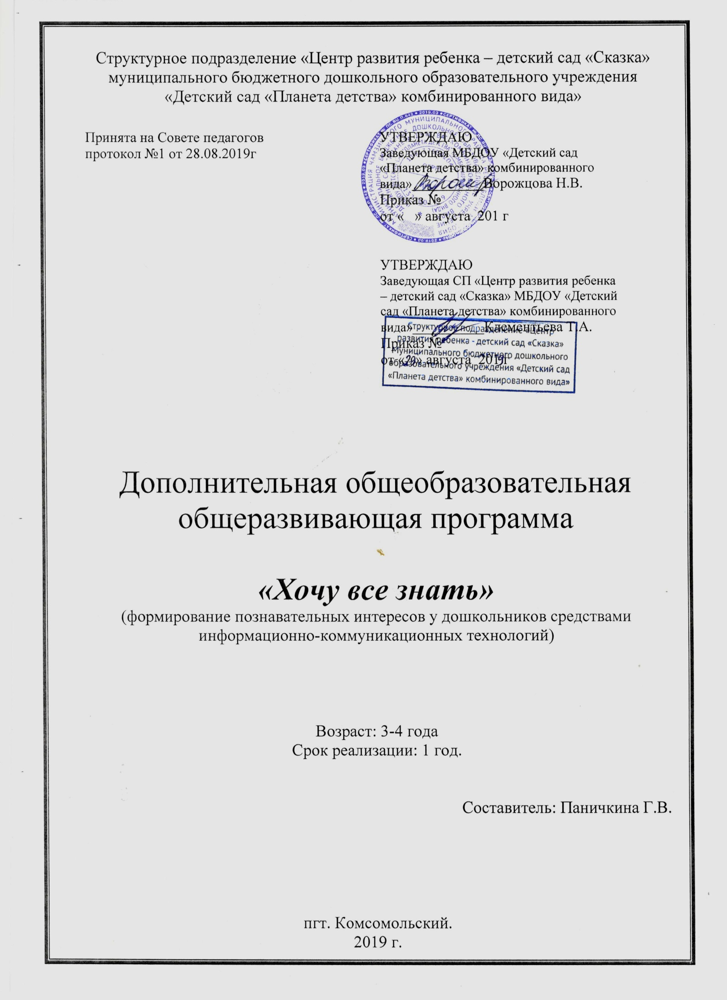 Структурное подразделение «Центр развития ребенка – детский сад «Сказка»
муниципального бюджетного дошкольного образовательного учреждения
«Детский сад «Планета детства» комбинированного вида»
Принята на Совете педагогов
протокол №1 от 28.08.2019г
УТВЕРЖДАЮ
Заведующая МБДОУ «Детский сад
«Планета детства» комбинированного
вида» Ворожцова Н.В.
Приказ №
от « » августа 201 г
УТВЕРЖДАЮ
Заведующая СП «Центр развития ребенка
– детский сад «Сказка» МБДОУ «Детский
сад «Планета детства» комбинированного
вида» Клементьева Т.А.
Приказ №
от «29» августа 2019г
Структурное подразделение «Центр
развития ребенка - детский сад «Сказка»
Муниципального бюджетного дошкольного
образовательного учреждения «Детский сад
«Планета детства» комбинированного вида»
Дополнительная общеобразовательная
общеразвивающая программа
«Хочу все знать»
(формирование познавательных интересов у дошкольников средствами
информационно-коммуникационных технологий)
Возраст: 3-4 года
Срок реализации: 1 год.
Составитель: Паничкина Г.В.
пгт. Комсомольский.
2019 г.